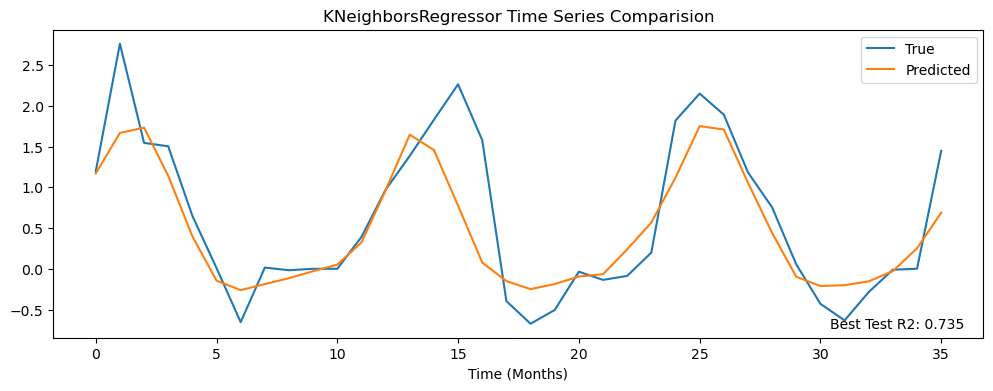 KNeighborsRegressor Time Series Comparision
True
Predicted
2.5
2.0
1.5
1.0
0.5
0.0
−0.5
Best Test R2: 0.735
0 5 10 15 20 25 30 35
Time (Months)